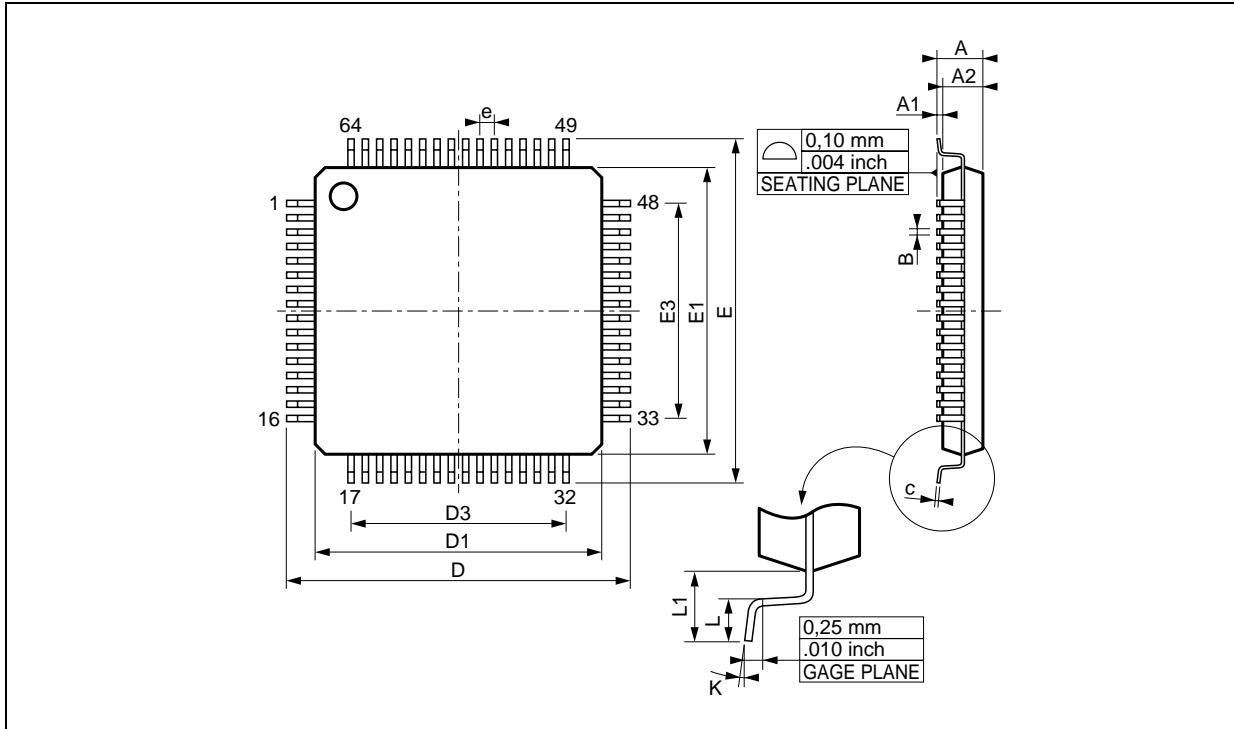 A
A2
A1
e
64
49
0,10 mm
.004 inch
SEATING PLANE
1
48
B
E3
E1
E
16
33
17
32
c
D3
D1
D
L1
L
0,25 mm
.010 inch
GAGE PLANE
K